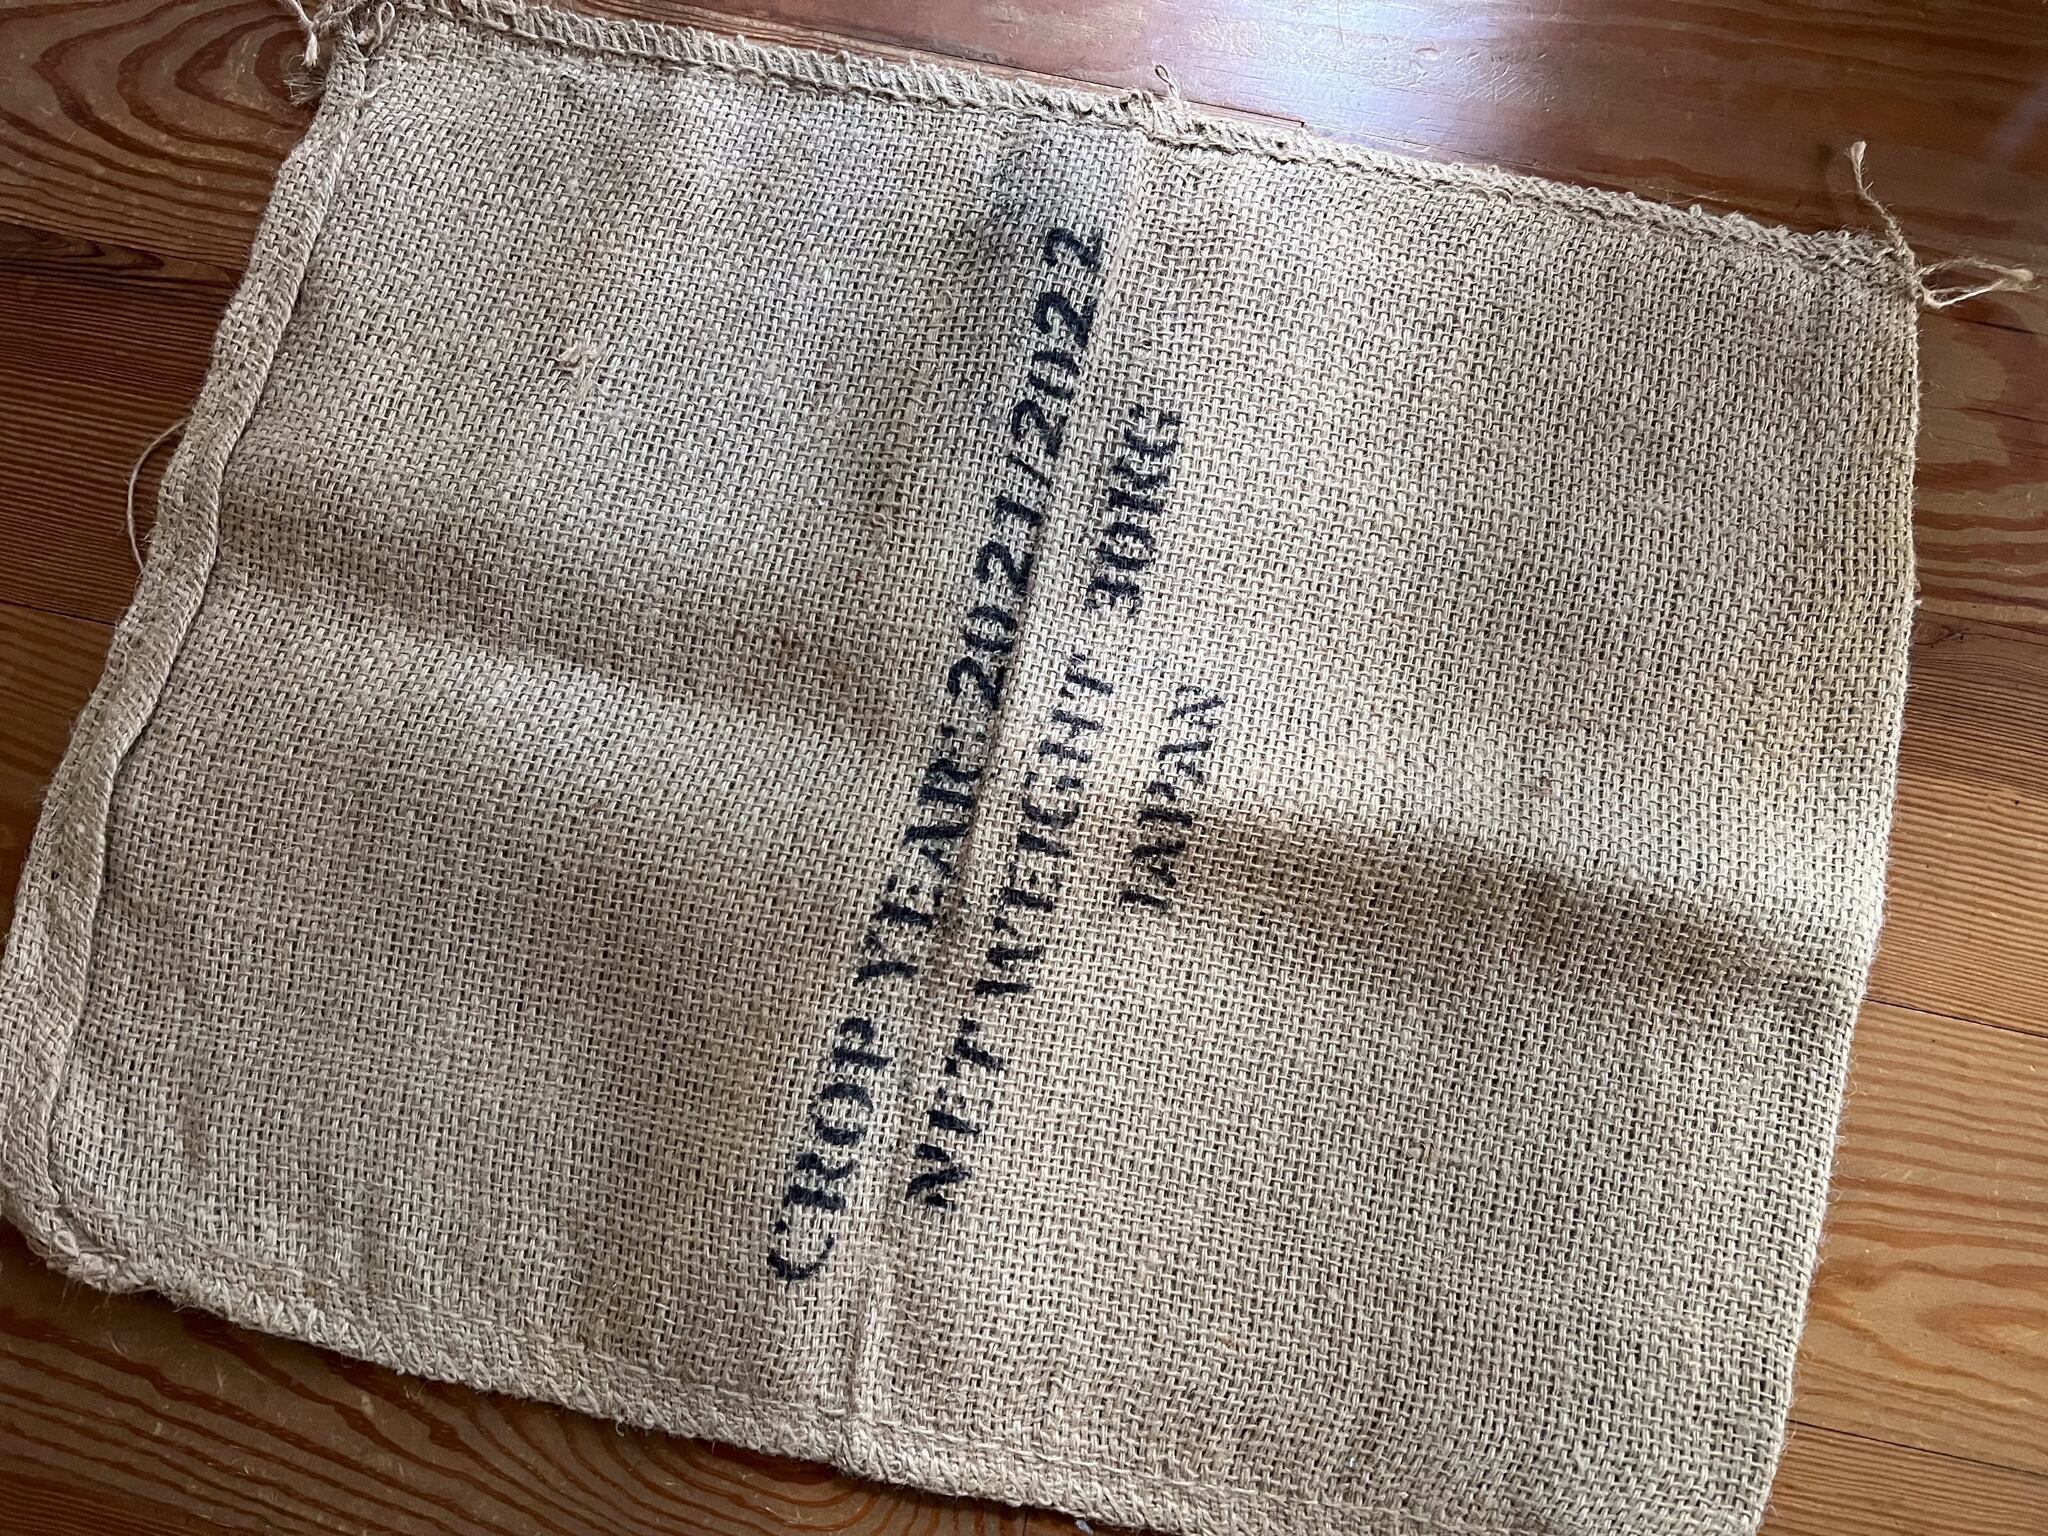 CROP YEAR:2021/2022
NET WEIGHT 30KG
JAPAN